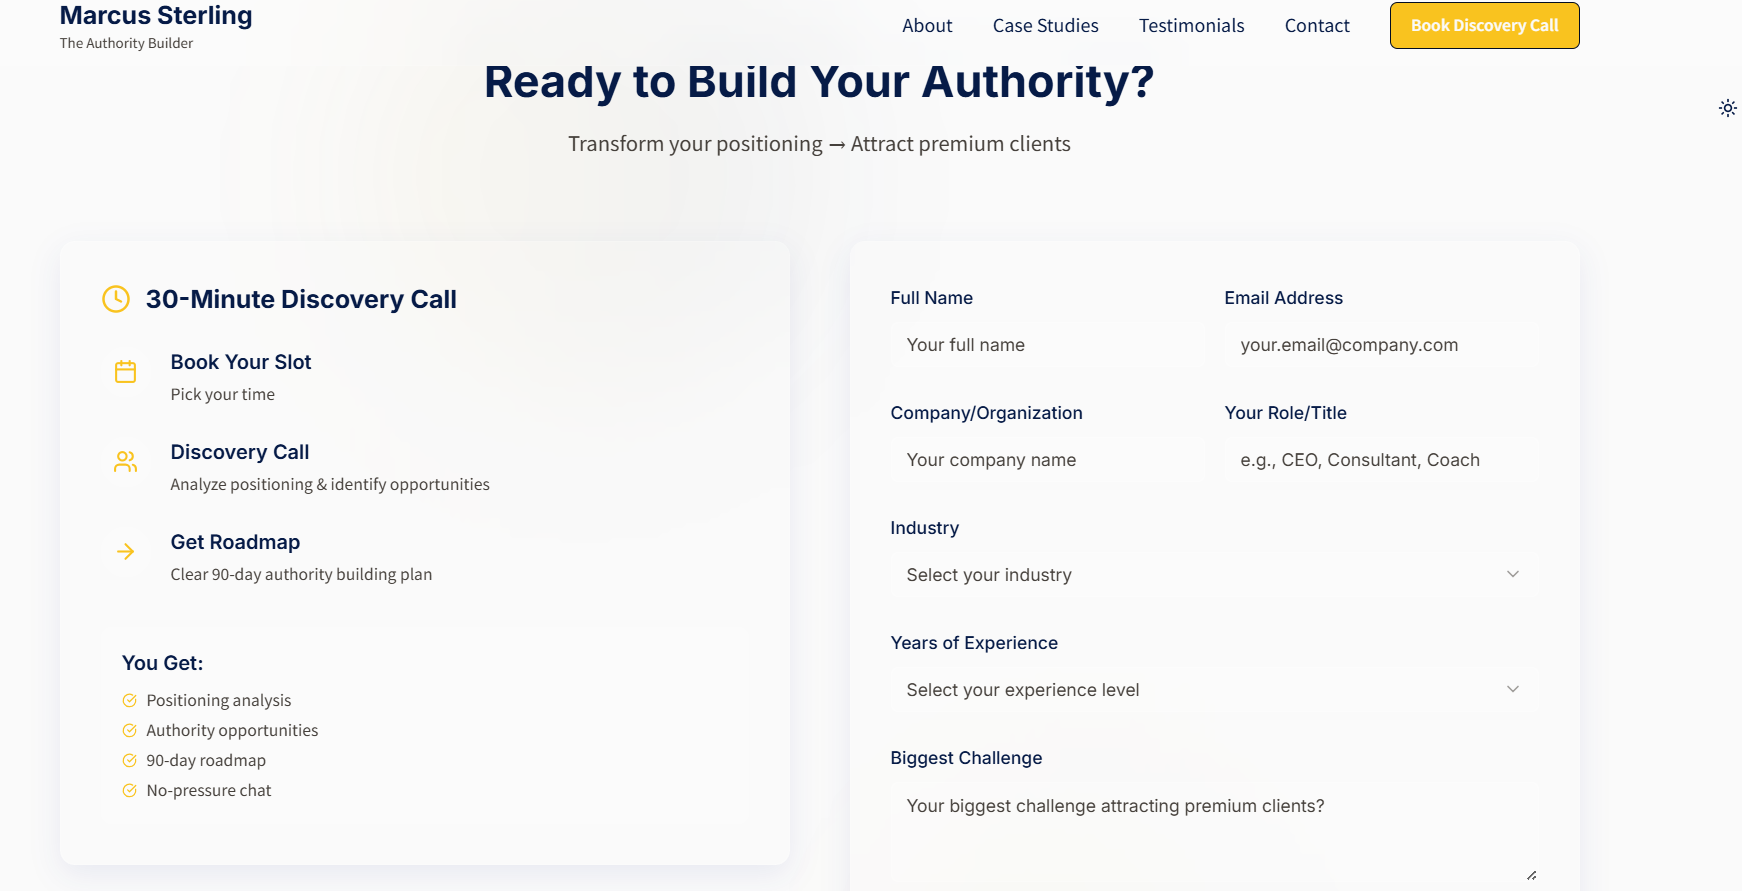 Marcus Sterling
The Authority Builder
About
Case Studies
Testimonials
Contact
Book Discovery Call
Ready to Build Your Authority?
Transform your positioning → Attract premium clients
30-Minute Discovery Call
Book Your Slot
Pick your time
Discovery Call
Analyze positioning & identify opportunities
Get Roadmap
Clear 90-day authority building plan
You Get:
Positioning analysis
Authority opportunities
90-day roadmap
No-pressure chat
Full Name
Your full name
Email Address
your.email@company.com
Company/Organization
Your company name
Your Role/Title
e.g., CEO, Consultant, Coach
Industry
Select your industry
Years of Experience
Select your experience level
Biggest Challenge
Your biggest challenge attracting premium clients?